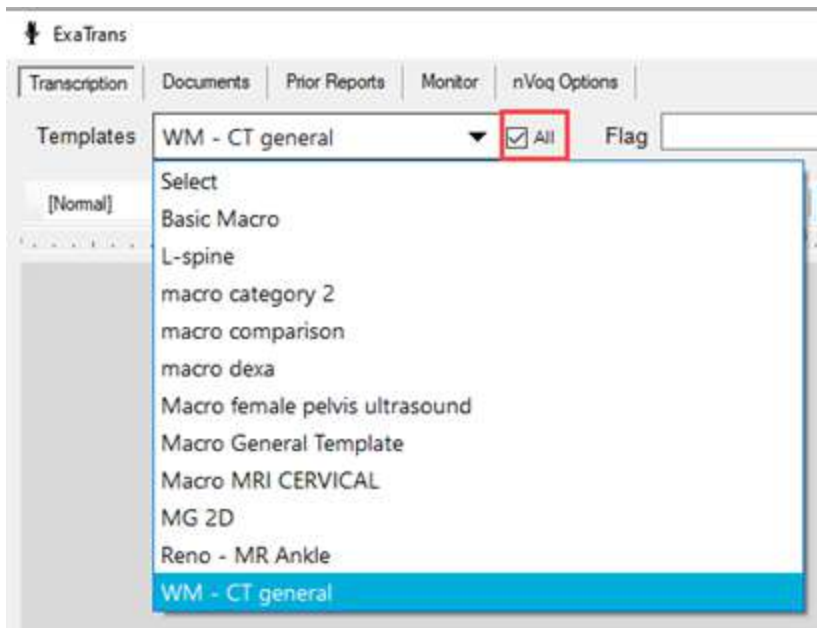 ExaTrans
Transcription Documents Prior Reports Monitor nVoq Options
Templates WM - CT general All Flag
Select
[Normal] Basic Macro
L-spine
macro category 2
macro comparison
macro dexa
Macro female pelvis ultrasound
Macro General Template
Macro MRI CERVICAL
MG 2D
Reno - MR Ankle
WM - CT general